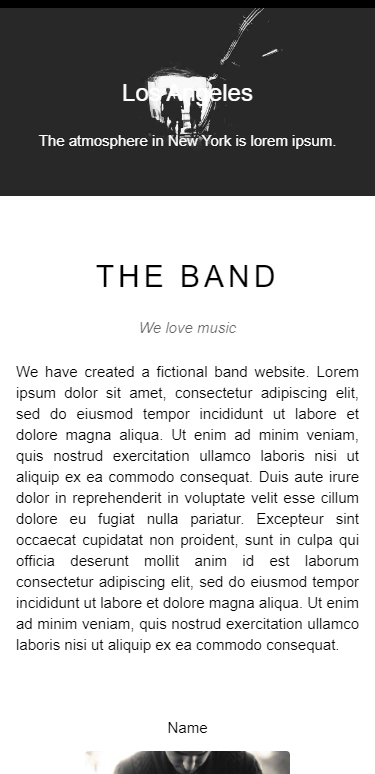 Los Angeles
The atmosphere in New York is lorem ipsum.
THE BAND
We love music
We have created a fictional band website. Lorem
ipsum dolor sit amet, consectetur adipiscing elit,
sed do eiusmod tempor incididunt ut labore et
dolore magna aliqua. Ut enim ad minim veniam,
quis nostrud exercitation ullamco laboris nisi ut
aliquip ex ea commodo consequat. Duis aute irure
dolor in reprehenderit in voluptate velit esse cillum
dolore eu fugiat nulla pariatur. Excepteur sint
occaecat cupidatat non proident, sunt in culpa qui
officia deserunt mollit anim id est laborum
consectetur adipiscing elit, sed do eiusmod tempor
incididunt ut labore et dolore magna aliqua. Ut enim
ad minim veniam, quis nostrud exercitation ullamco
laboris nisi ut aliquip ex ea commodo consequat.
Name